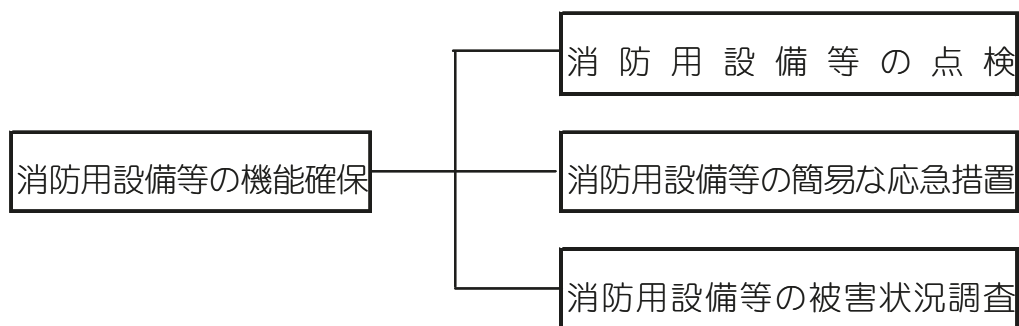 消防用設備等の点検
消防用設備等の機能確保
消防用設備等の簡易な応急措置
消防用設備等の被害状況調査